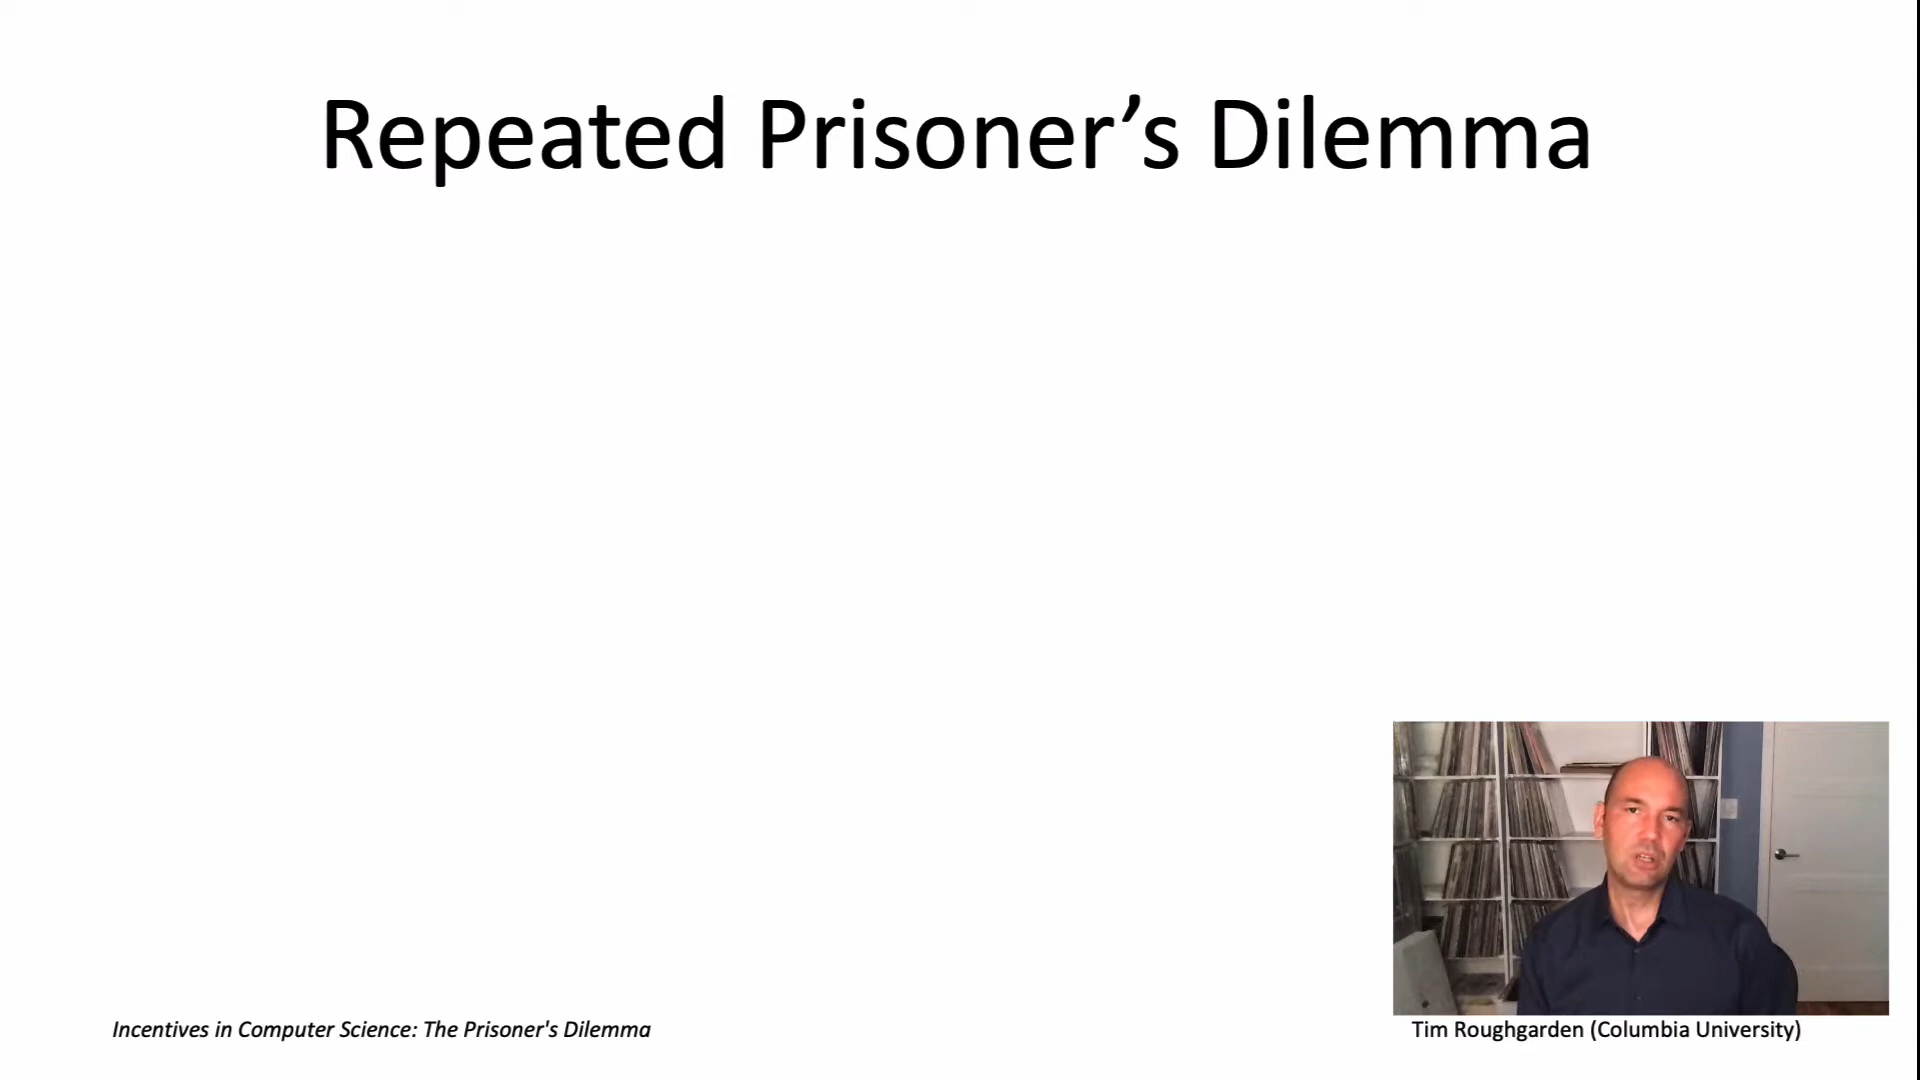 Repeated Prisoner’s Dilemma
Incentives in Computer Science: The Prisoner's Dilemma
Tim Roughgarden (Columbia University)